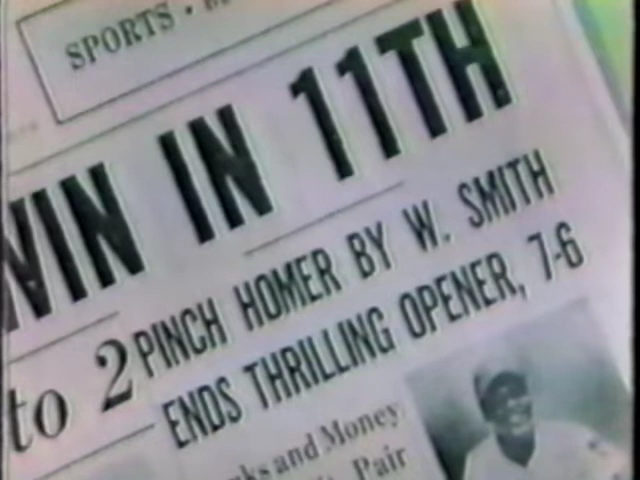 SPORTS
WIN IN 11TH
PINCH HOMER BY W. SMITH
to 2
ENDS THRILLING OPENER, 7-6
and Money
Pair